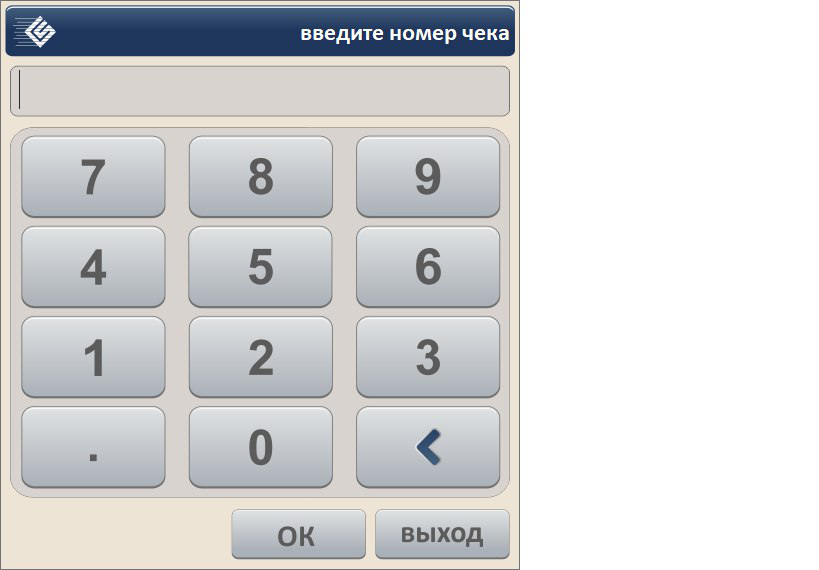 введите номер чека
7 8 9
4 5 6
1 2 3
. 0
ОК выход